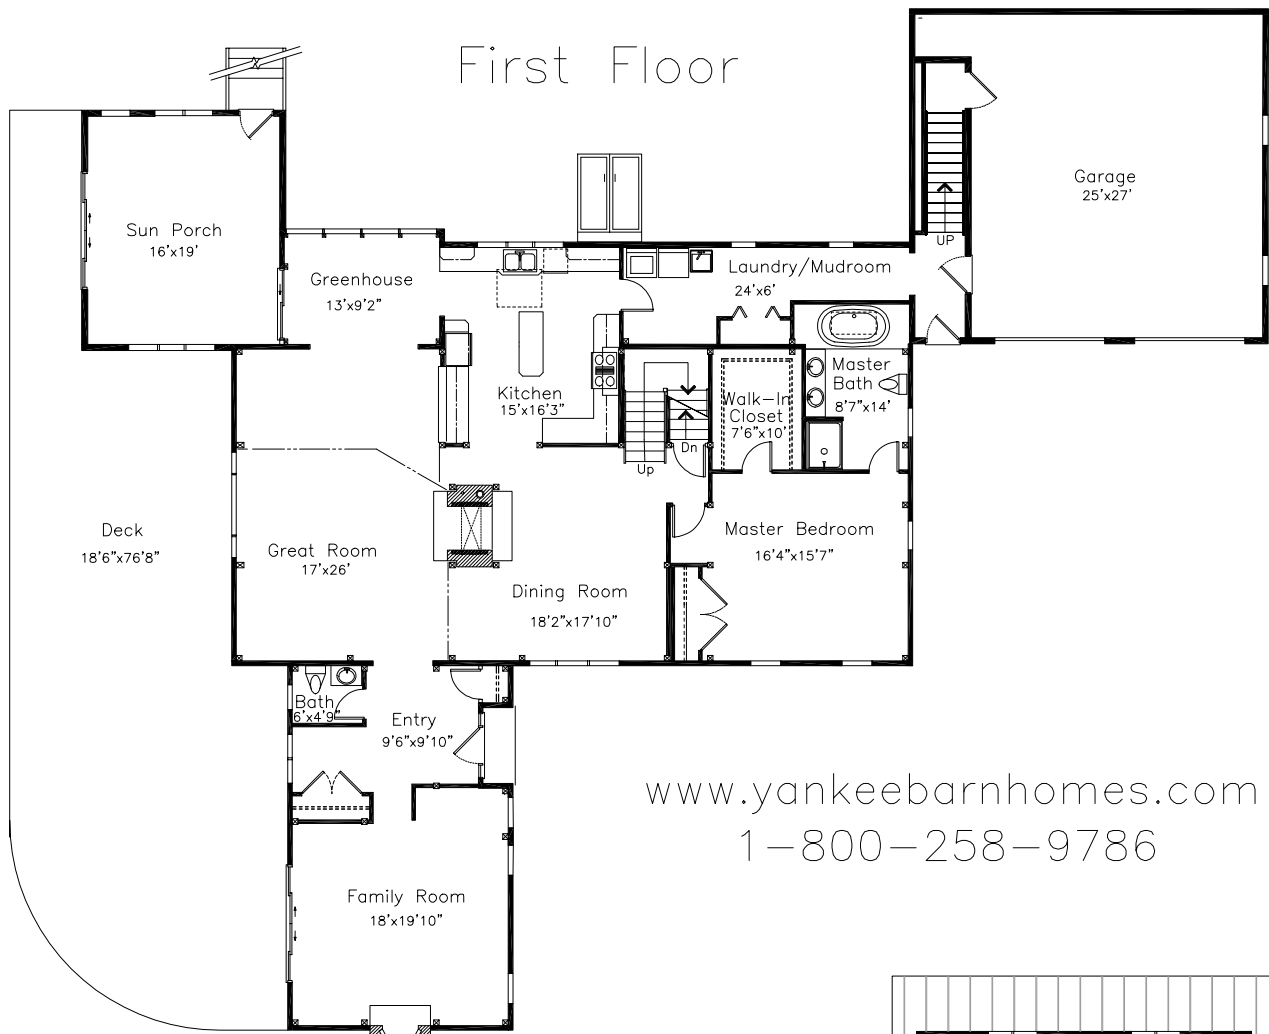 First Floor
Garage
25'x27'
Sun Porch
16'x19'
UP
Greenhouse
13'x9'2"
Laundry/Mudroom
24'x6'
Kitchen
15'x16'3"
Master
Bath
8'7"x14'
Walk-In
Closet
7'6"x10'
Up
Dn
Deck
18'6"x76'8"
Great Room
17'x26'
Master Bedroom
16'4"x15'7"
Dining Room
18'2"x17'10"
Bath
6'x4'9"
Entry
9'6"x9'10"
www.yankeebarnhomes.com
1-800-258-9786
Family Room
18'x19'10"